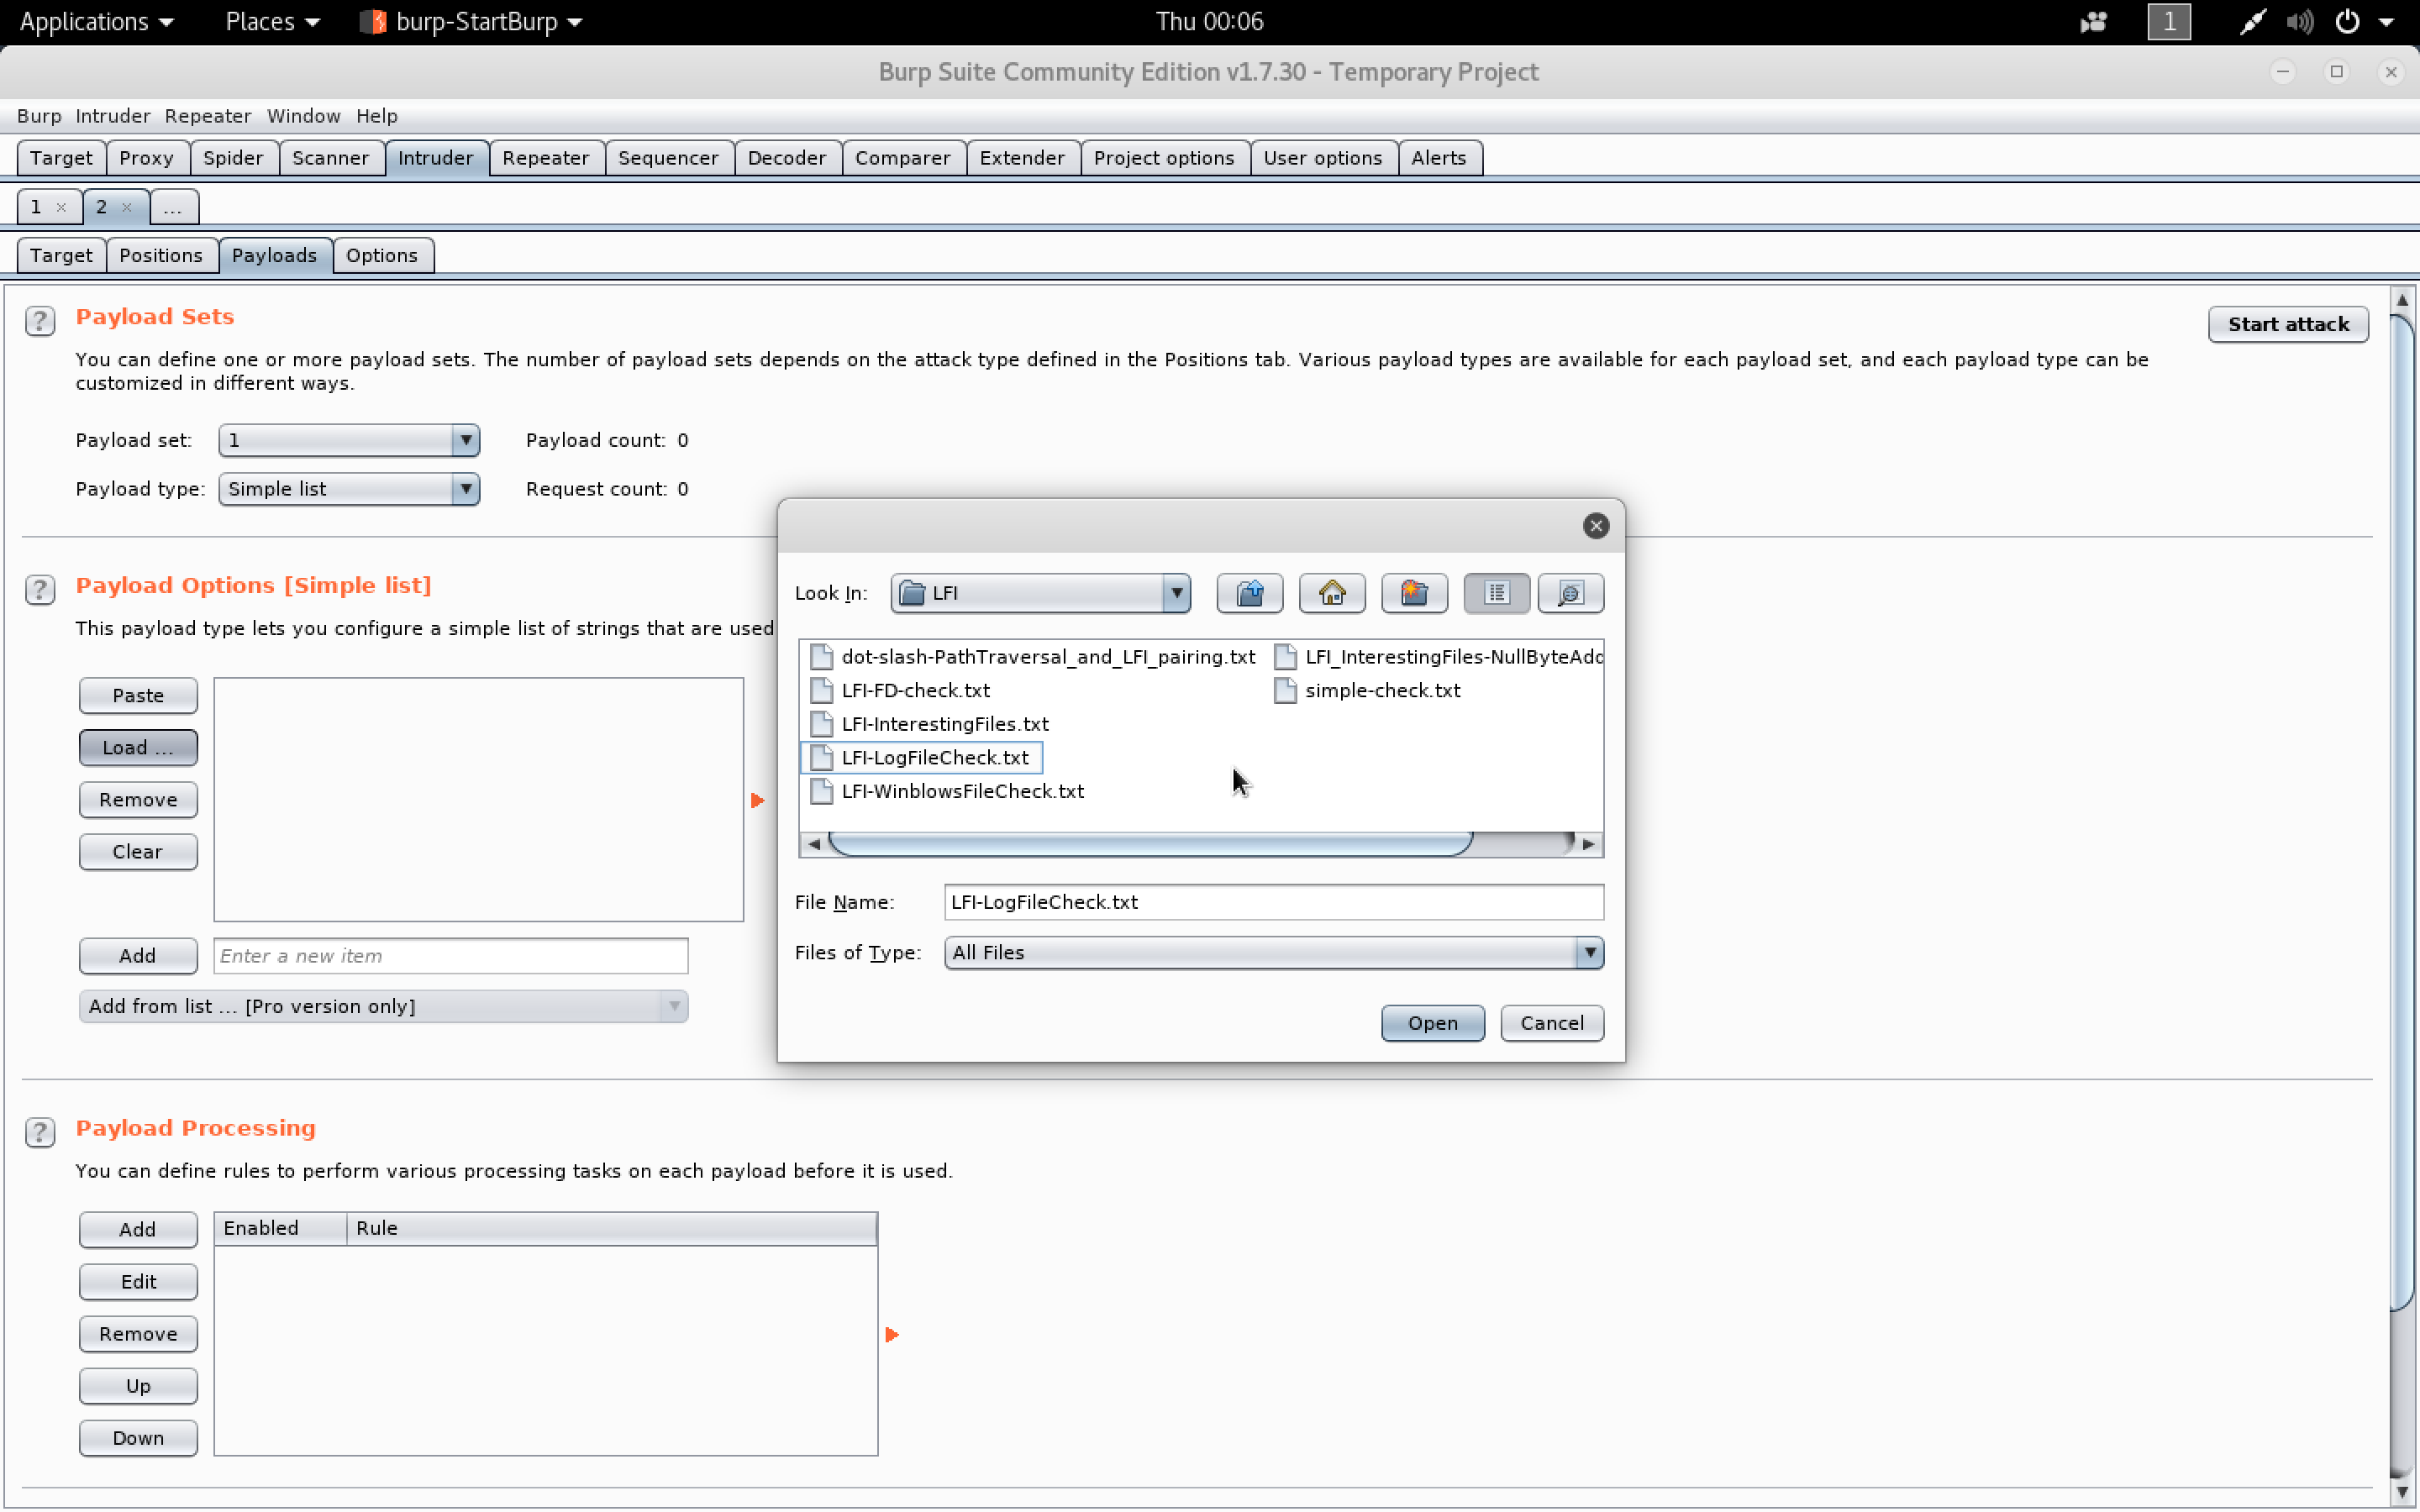 Applications Places burp-StartBurp Thu 00:06 1
Burp Suite Community Edition v1.7.30 - Temporary Project
Burp Intruder Repeater Window Help
Target Proxy Spider Scanner Intruder Repeater Sequencer Decoder Comparer Extender Project options User options Alerts
1 × 2 × ...
Target Positions Payloads Options
? Payload Sets
Start attack
You can define one or more payload sets. The number of payload sets depends on the attack type defined in the Positions tab. Various payload types are available for each payload set, and each payload type can be
customized in different ways.
Payload set: 1 Payload count: 0
Payload type: Simple list Request count: 0
? Payload Options [Simple list]
This payload type lets you configure a simple list of strings that are used
Paste
Load ...
Remove
Clear
Add Enter a new item
Add from list ... [Pro version only]
Look In: LFI
dot-slash-PathTraversal_and_LFI_pairing.txt
LFI-FD-check.txt
LFI-InterestingFiles.txt
LFI-LogFileCheck.txt
LFI-WinblowsFileCheck.txt
LFI_InterestingFiles-NullByteAdd
simple-check.txt
File Name: LFI-LogFileCheck.txt
Files of Type: All Files
Open Cancel
? Payload Processing
You can define rules to perform various processing tasks on each payload before it is used.
Add
Edit
Remove
Up
Down
Enabled Rule